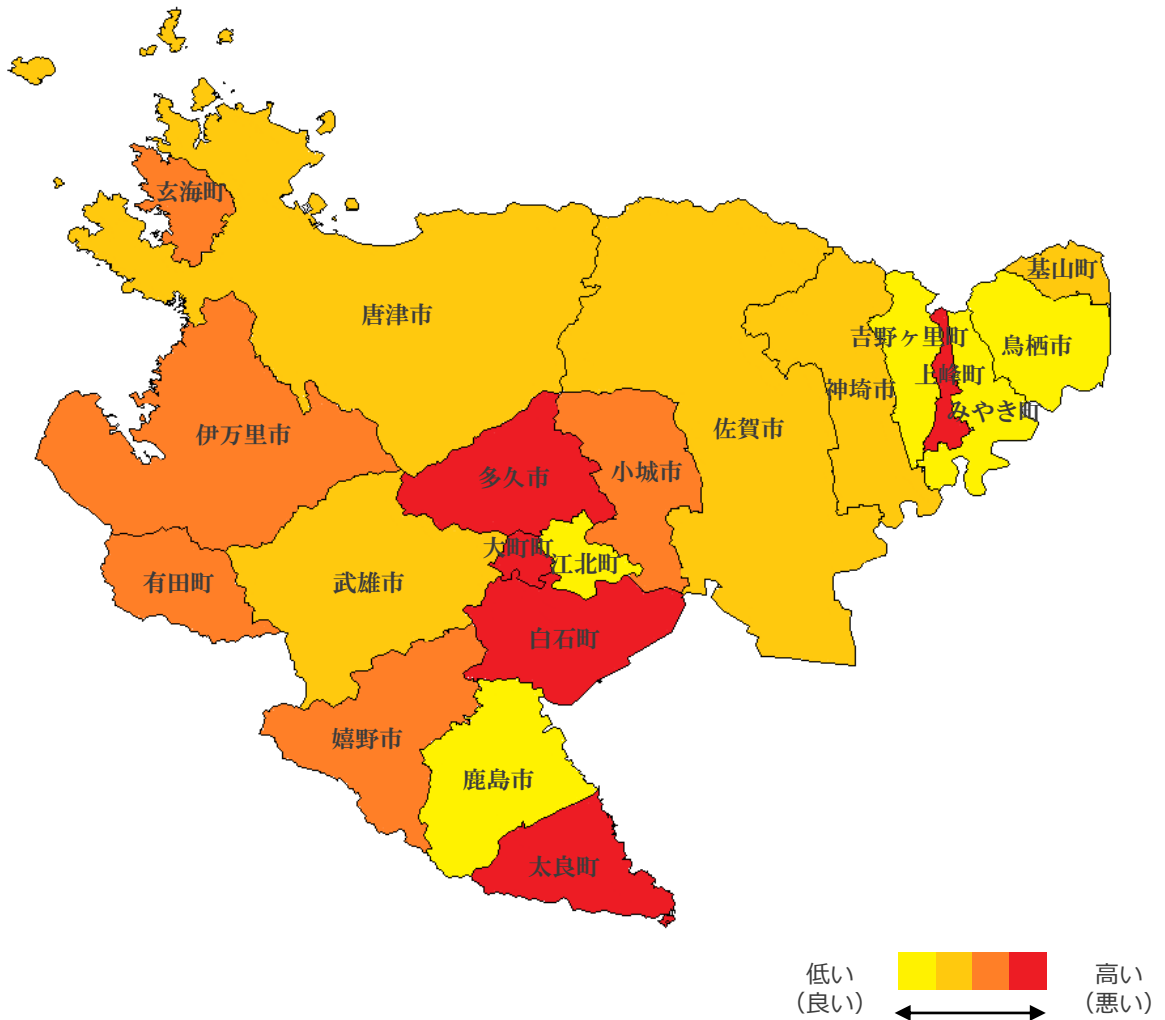 玄海町
基山町
唐津市
吉野ヶ里町
鳥栖市
上峰町
神埼市
みやき町
伊万里市
佐賀市
多久市
小城市
大町町
江北町
有田町
武雄市
白石町
嬉野市
鹿島市
太良町
低い
（良い）
高い
（悪い）